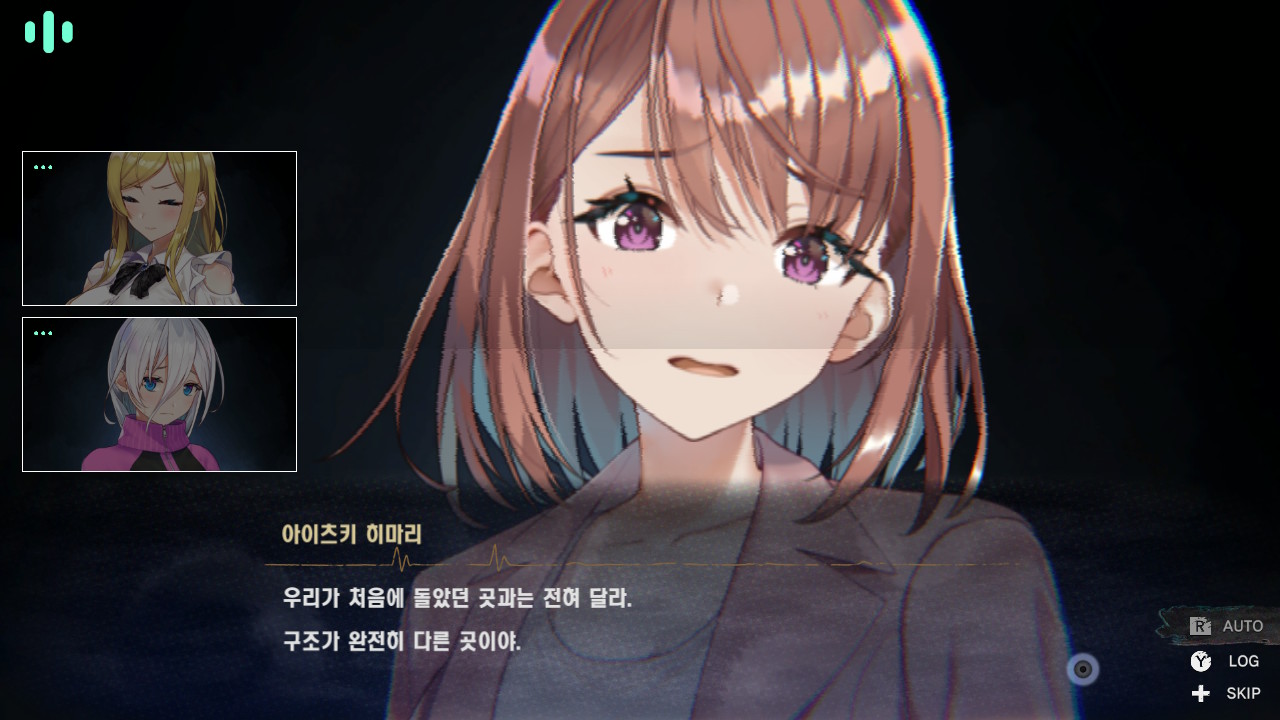 아이츠키 히마리
우리가 처음에 돌았던 곳과는 전혀 달라.
구조가 완전히 다른 곳이야.
R AUTO
Y LOG
SKIP